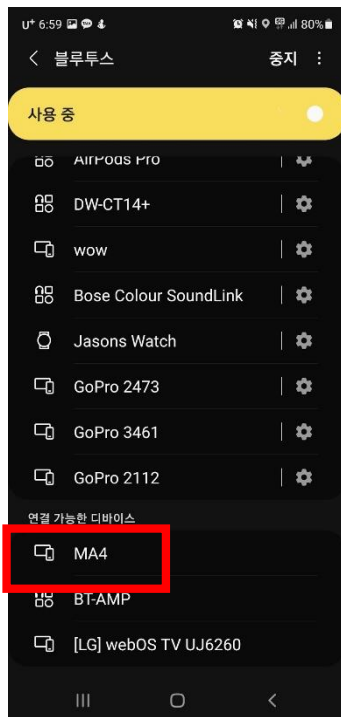 U+ 6:59 80%
블루투스 중지
사용 중
AirPods Pro
DW-CT14+
wow
Bose Colour SoundLink
Jasons Watch
GoPro 2473
GoPro 3461
GoPro 2112
연결 가능한 디바이스
MA4
BT-AMP
[LG] webOS TV UJ6260